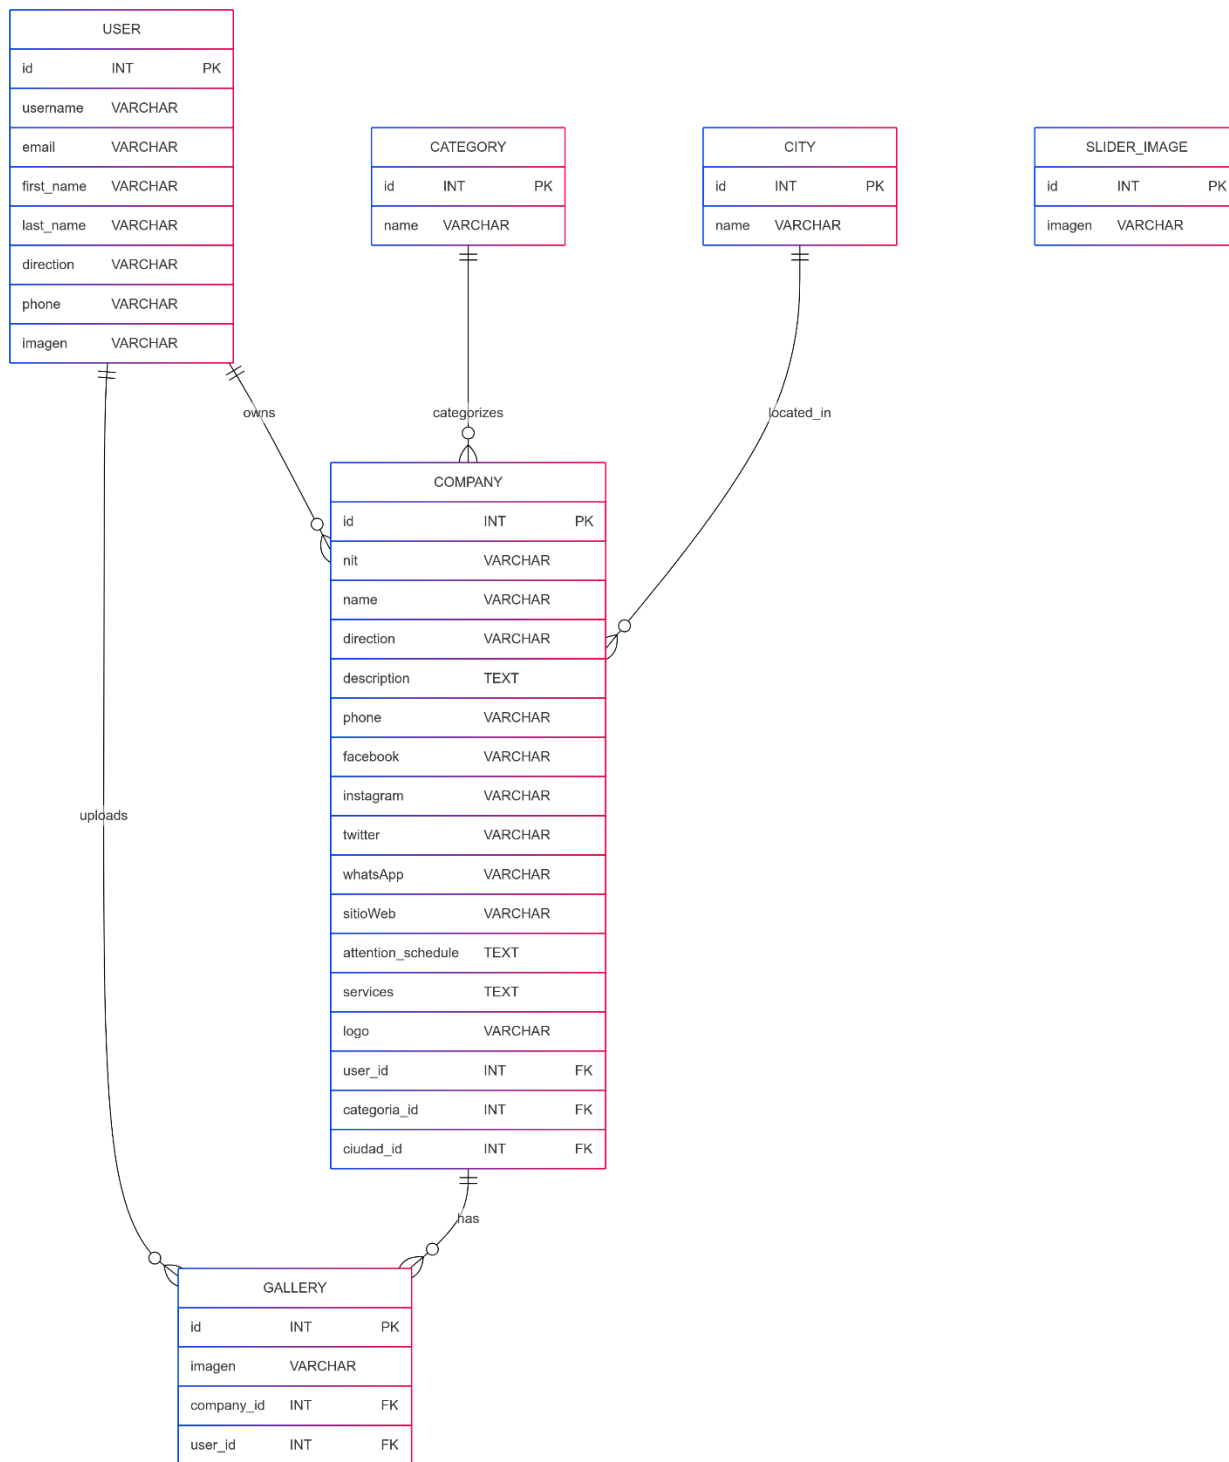 USER
id INT PK
username VARCHAR
email VARCHAR
first_name VARCHAR
last_name VARCHAR
direction VARCHAR
phone VARCHAR
imagen VARCHAR
CATEGORY
id INT PK
name VARCHAR
CITY
id INT PK
name VARCHAR
SLIDER_IMAGE
id INT PK
imagen VARCHAR
owns
categorizes
located_in
COMPANY
id INT PK
nit VARCHAR
name VARCHAR
direction VARCHAR
description TEXT
phone VARCHAR
facebook VARCHAR
instagram VARCHAR
twitter VARCHAR
whatsApp VARCHAR
sitioWeb VARCHAR
attention_schedule TEXT
services TEXT
logo VARCHAR
user_id INT FK
categoria_id INT FK
ciudad_id INT FK
uploads
has
GALLERY
id INT PK
imagen VARCHAR
company_id INT FK
user_id INT FK